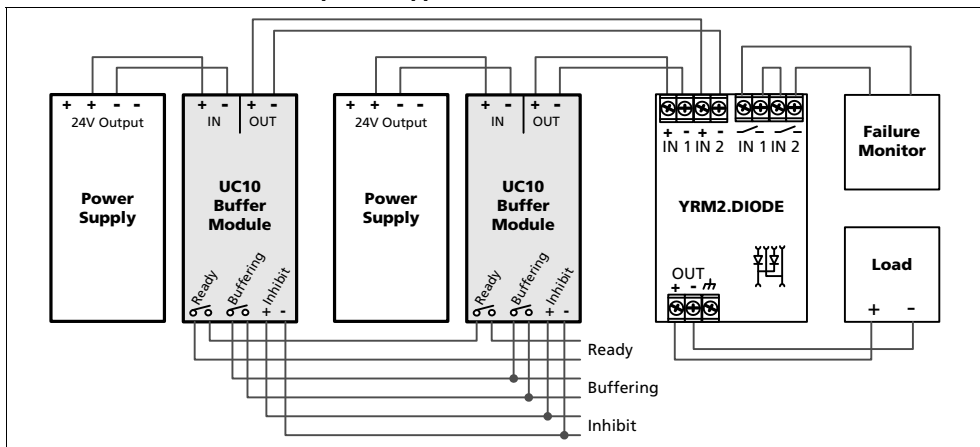 + + - -
24V Output
Power
Supply
+ - + -
IN OUT
UC10
Buffer
Module
Ready
Buffering
Inhibit
+ -
+ + - -
24V Output
Power
Supply
+ - + -
IN OUT
UC10
Buffer
Module
Ready
Buffering
Inhibit
+ -
+ - + -
IN 1 IN 2
IN 1 IN 2
YRM2.DIODE
OUT
+ -
Failure
Monitor
Load
+ -
Ready
Buffering
Inhibit